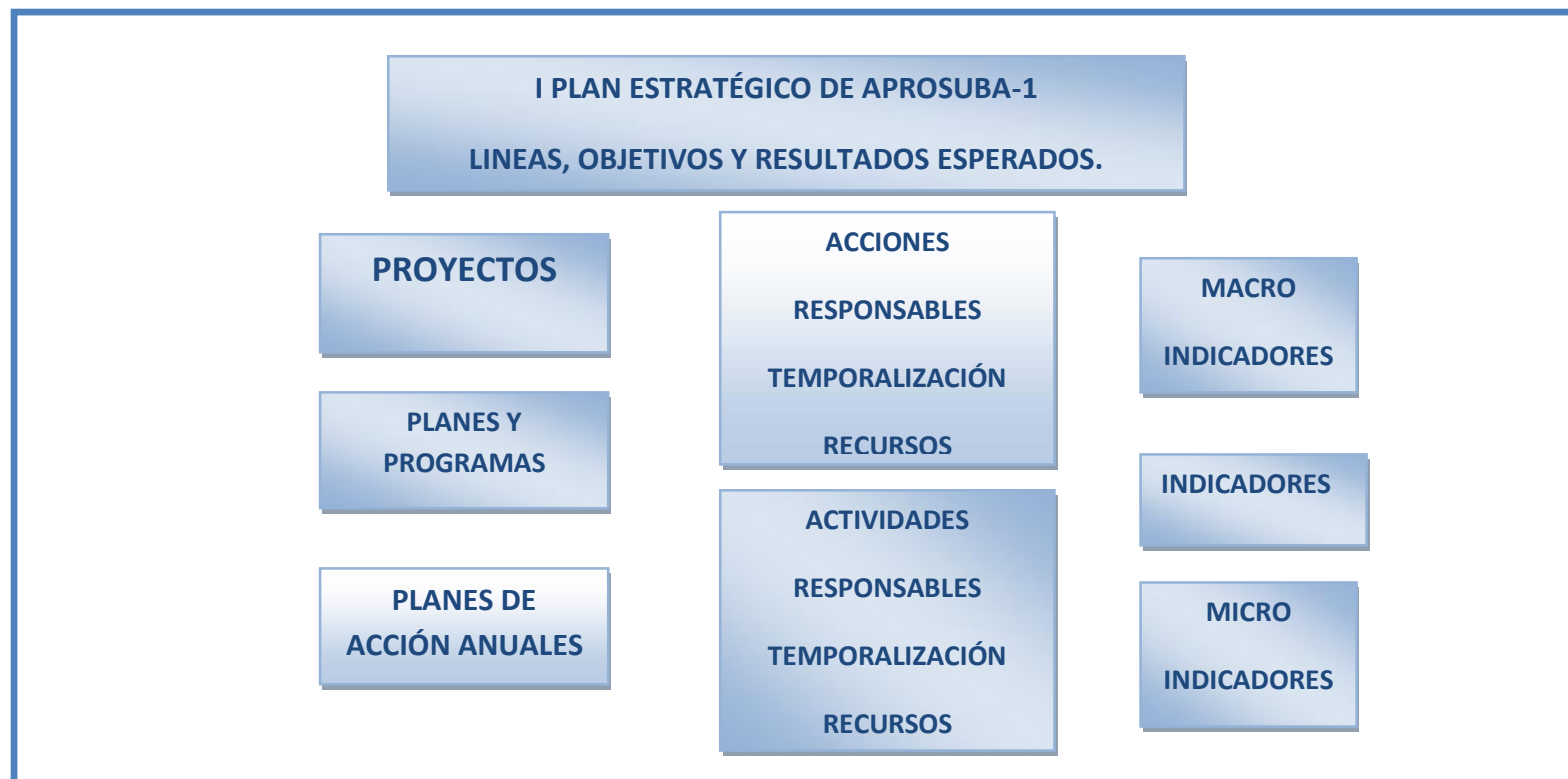 I PLAN ESTRATÉGICO DE APROSUBA-1
LINEAS, OBJETIVOS Y RESULTADOS ESPERADOS.
PROYECTOS
PLANES Y
PROGRAMAS
PLANES DE
ACCIÓN ANUALES
ACCIONES
RESPONSABLES
TEMPORALIZACIÓN
RECURSOS
ACTIVIDADES
RESPONSABLES
TEMPORALIZACIÓN
RECURSOS
MACRO
INDICADORES
INDICADORES
MICRO
INDICADORES